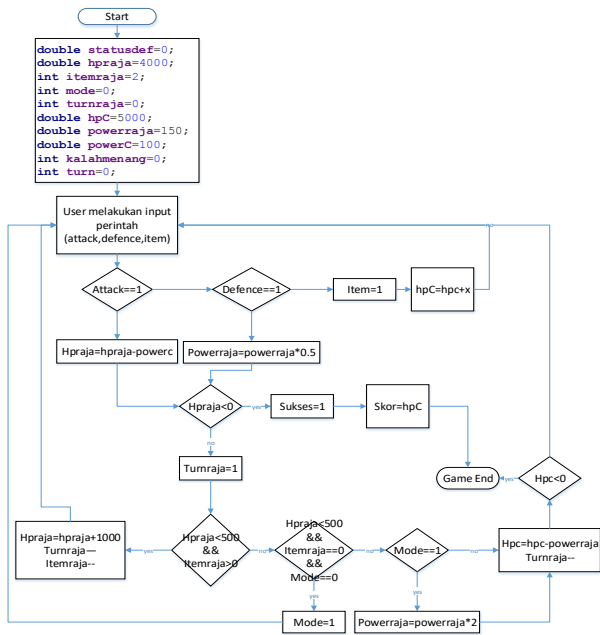 Start
double statusdef=0;
double hpraja=4000;
int itemraja=2;
int mode=0;
int turnraja=0;
double hpC=5000;
double powerraja=150;
double powerC=100;
int kalahmenang=0;
int turn=0;
User melakukan input
perintah
(attack,defence,item)
no
Attack==1
Defence==1
Item=1
hpC=hpc+x
Hpraja=hpraja-powerc
Powerraja=powerraja*0.5
Hpraja<0
yes
Sukses=1
Skor=hpC
no
Turnraja=1
Game End
yes
Hpc<0
Hpraja=hpraja+1000
Turnraja—
Itemraja--
yes
Hpraja<500
&&
Itemraja>0
no
Hpraja<500
&&
Itemraja==0
&&
Mode==0
no
Mode==1
no
Hpc=hpc-powerraja
Turnraja--
yes
yes
Mode=1
Powerraja=powerraja*2